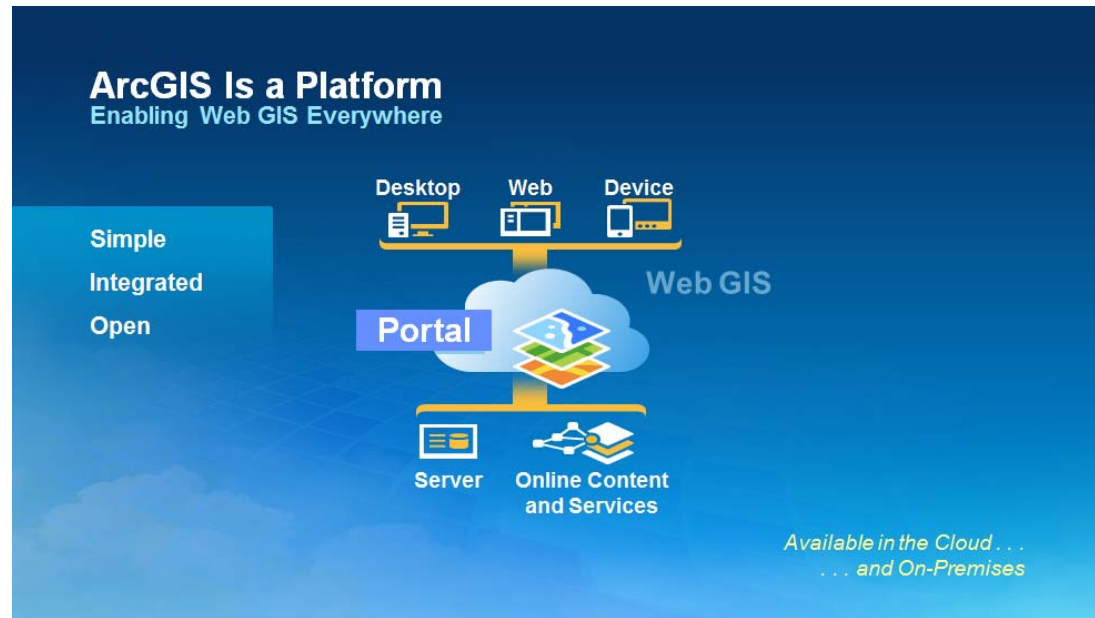 ArcGIS Is a Platform
Enabling Web GIS Everywhere
Simple
Integrated
Open
Desktop Web Device
Web GIS
Portal
Server
Online Content
and Services
Available in the Cloud . . .
. . . and On-Premises